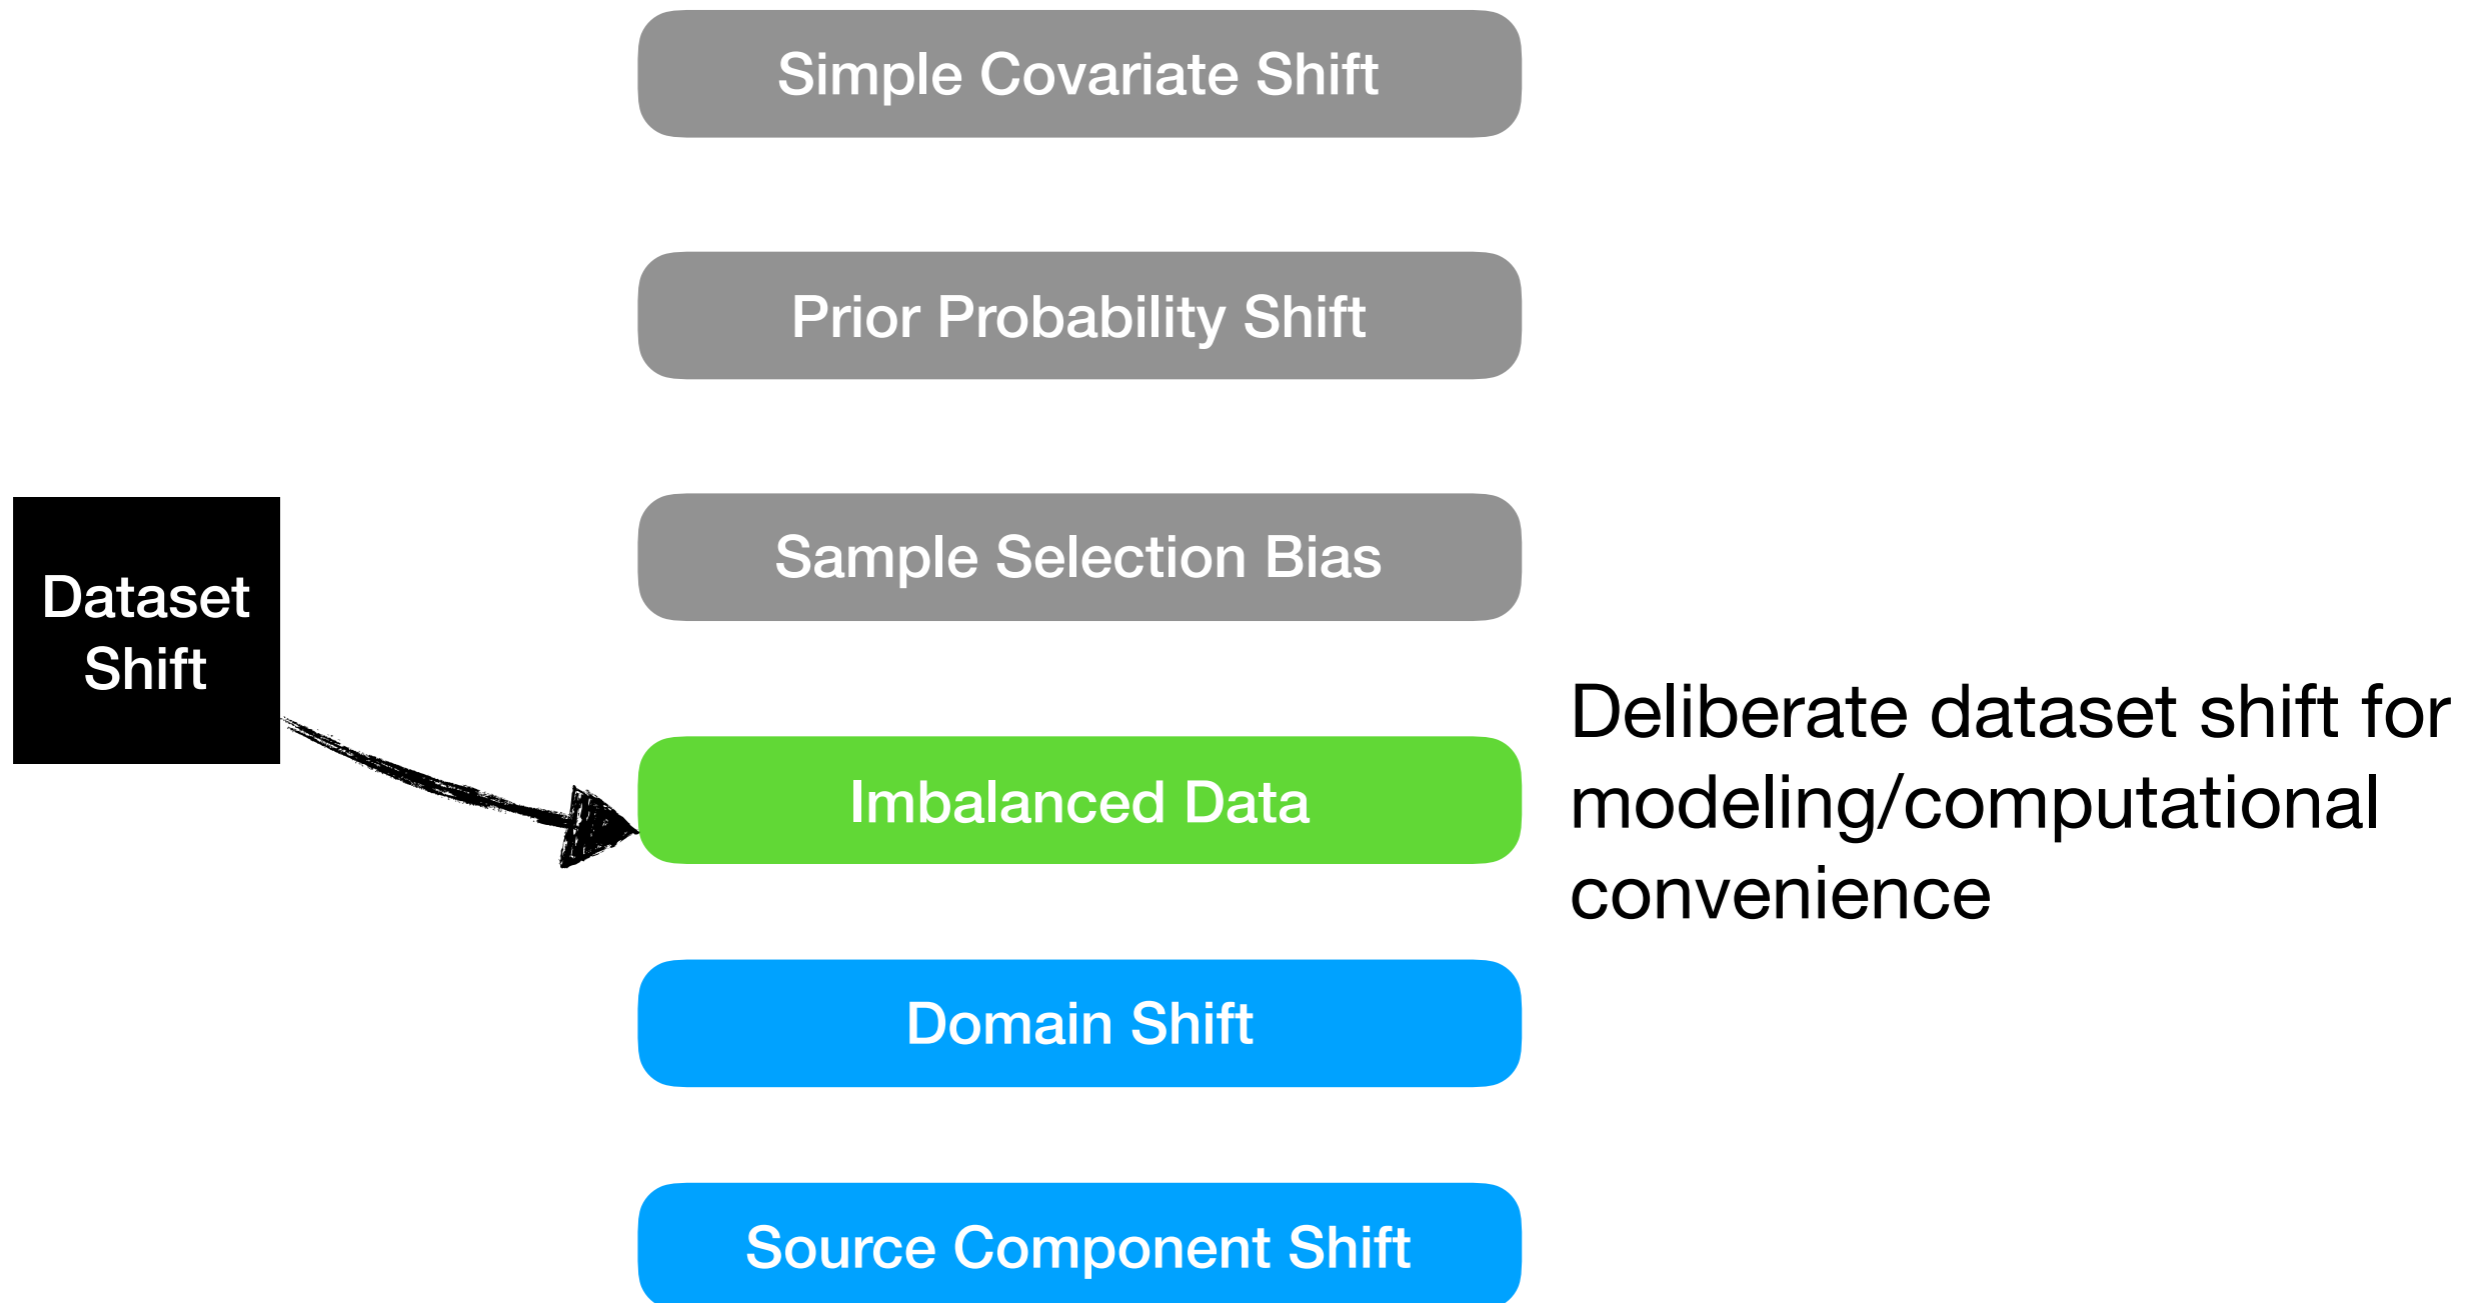 Simple Covariate Shift
Prior Probability Shift
Sample Selection Bias
Dataset
Shift
Imbalanced Data
Deliberate dataset shift for
modeling/computational
convenience
Domain Shift
Source Component Shift